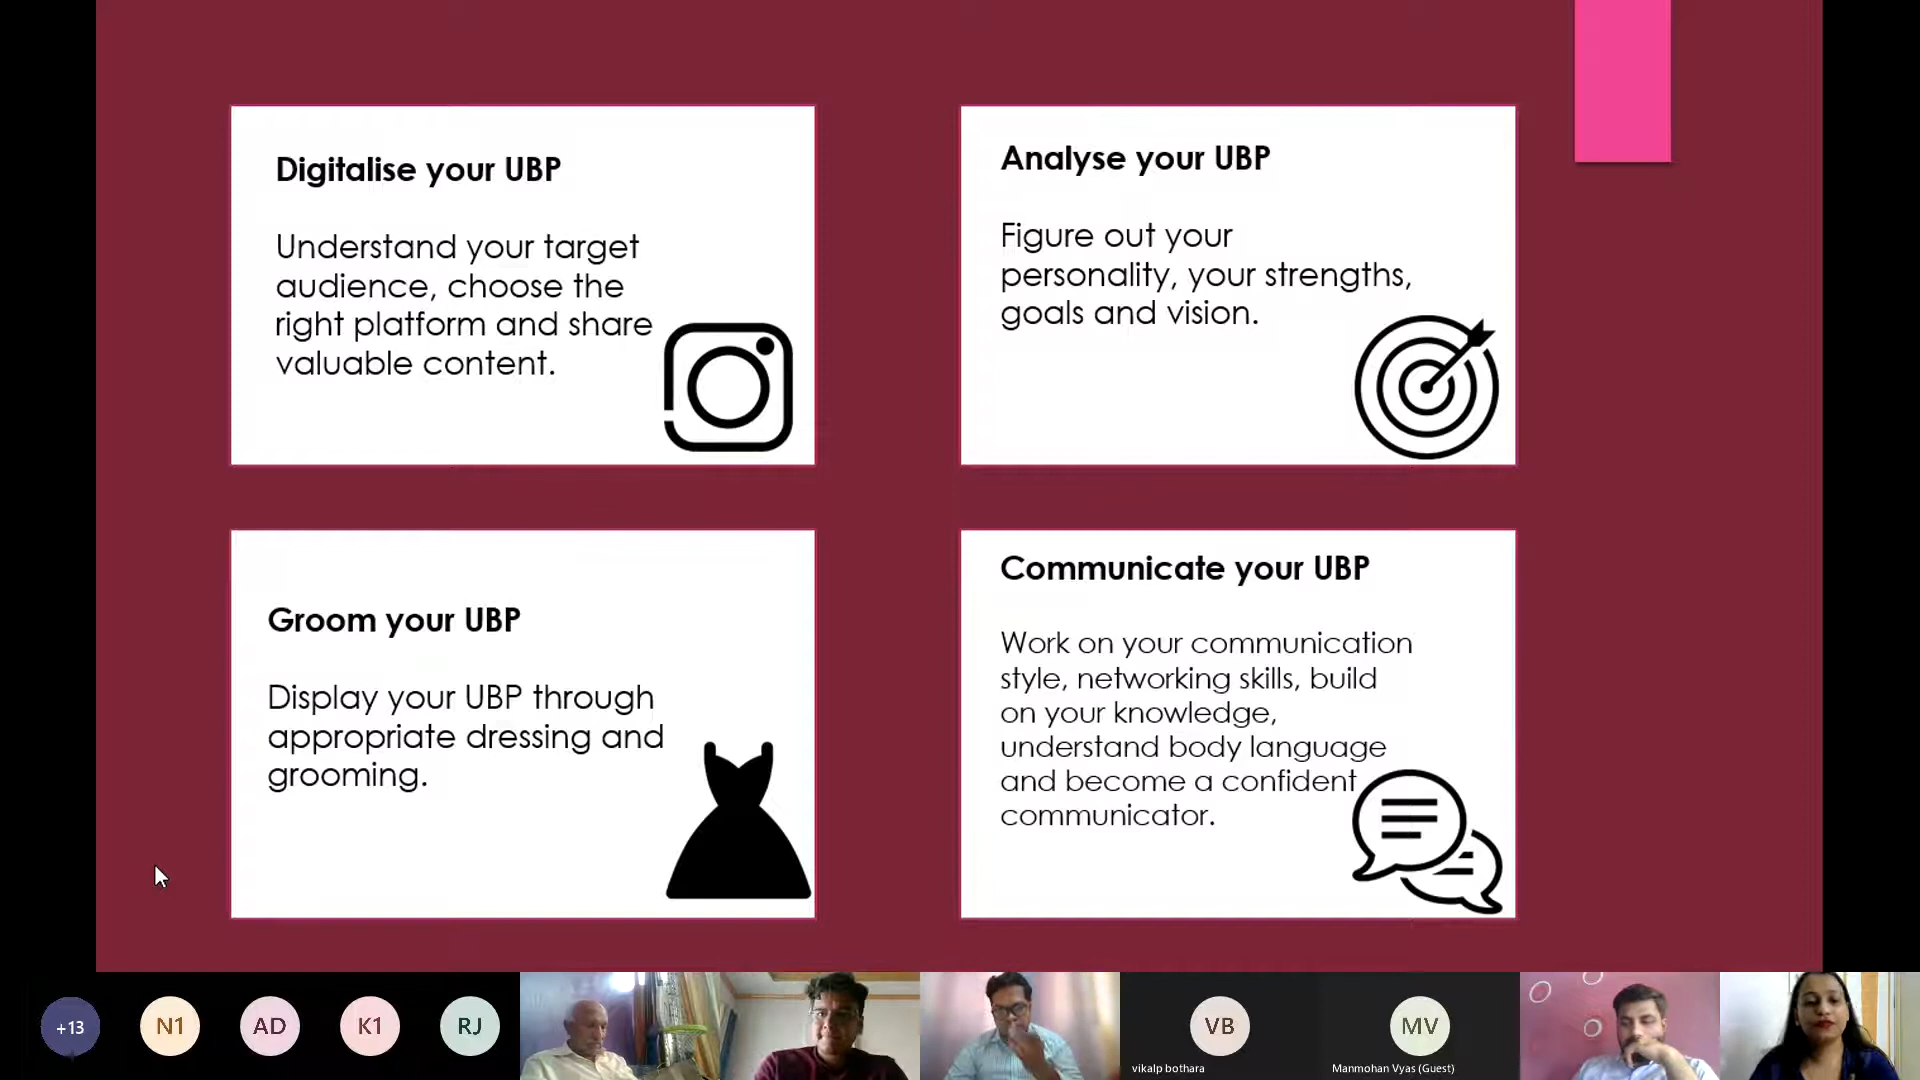 Digitalise your UBP
Understand your target
audience, choose the
right platform and share
valuable content.
Analyse your UBP
Figure out your
personality, your strengths,
goals and vision.
Groom your UBP
Display your UBP through
appropriate dressing and
grooming.
Communicate your UBP
Work on your communication
style, networking skills, build
on your knowledge,
understand body language
and become a confident
communicator.
+13
N1
AD
K1
RJ
VB
vikalp bothara
MV
Manmohan Vyas (Guest)